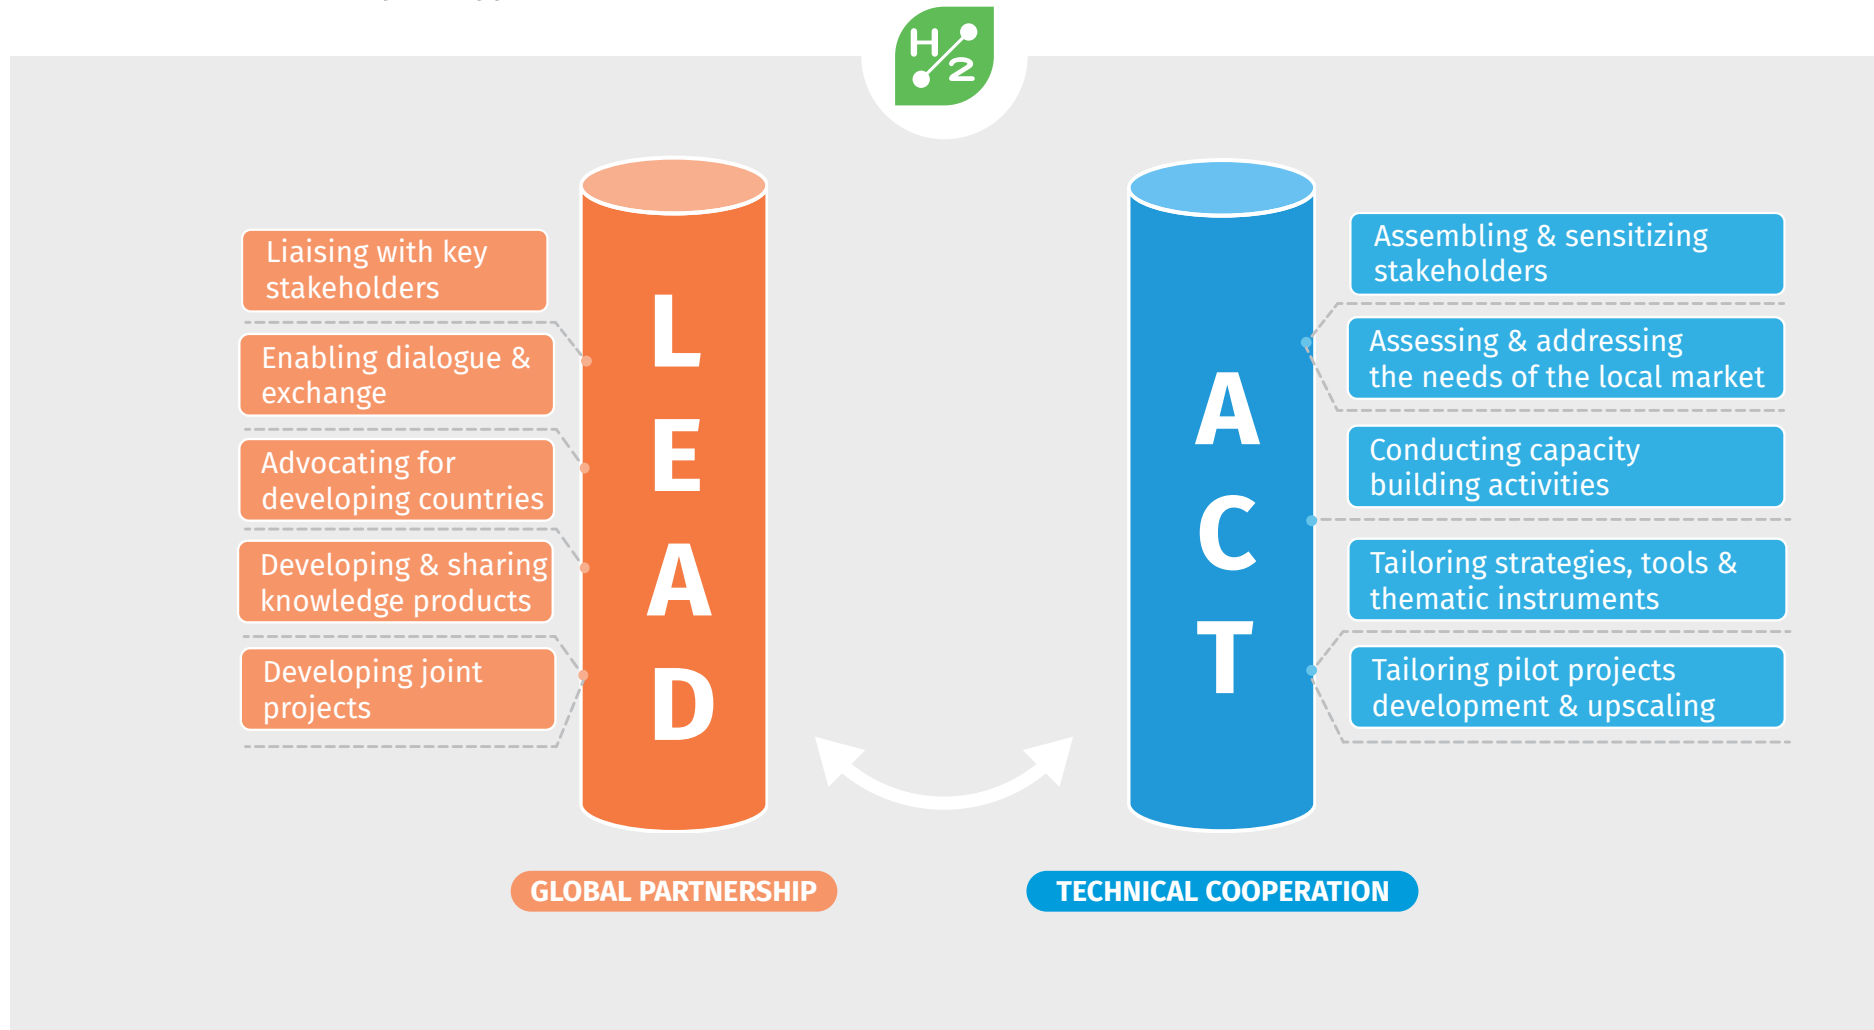 H2
Liaising with key
stakeholders
Enabling dialogue &
exchange
Advocating for
developing countries
Developing & sharing
knowledge products
Developing joint
projects
L
E
A
D
A
C
T
Assembling & sensitizing
stakeholders
Assessing & addressing
the needs of the local market
Conducting capacity
building activities
Tailoring strategies, tools &
thematic instruments
Tailoring pilot projects
development & upscaling
GLOBAL PARTNERSHIP
TECHNICAL COOPERATION